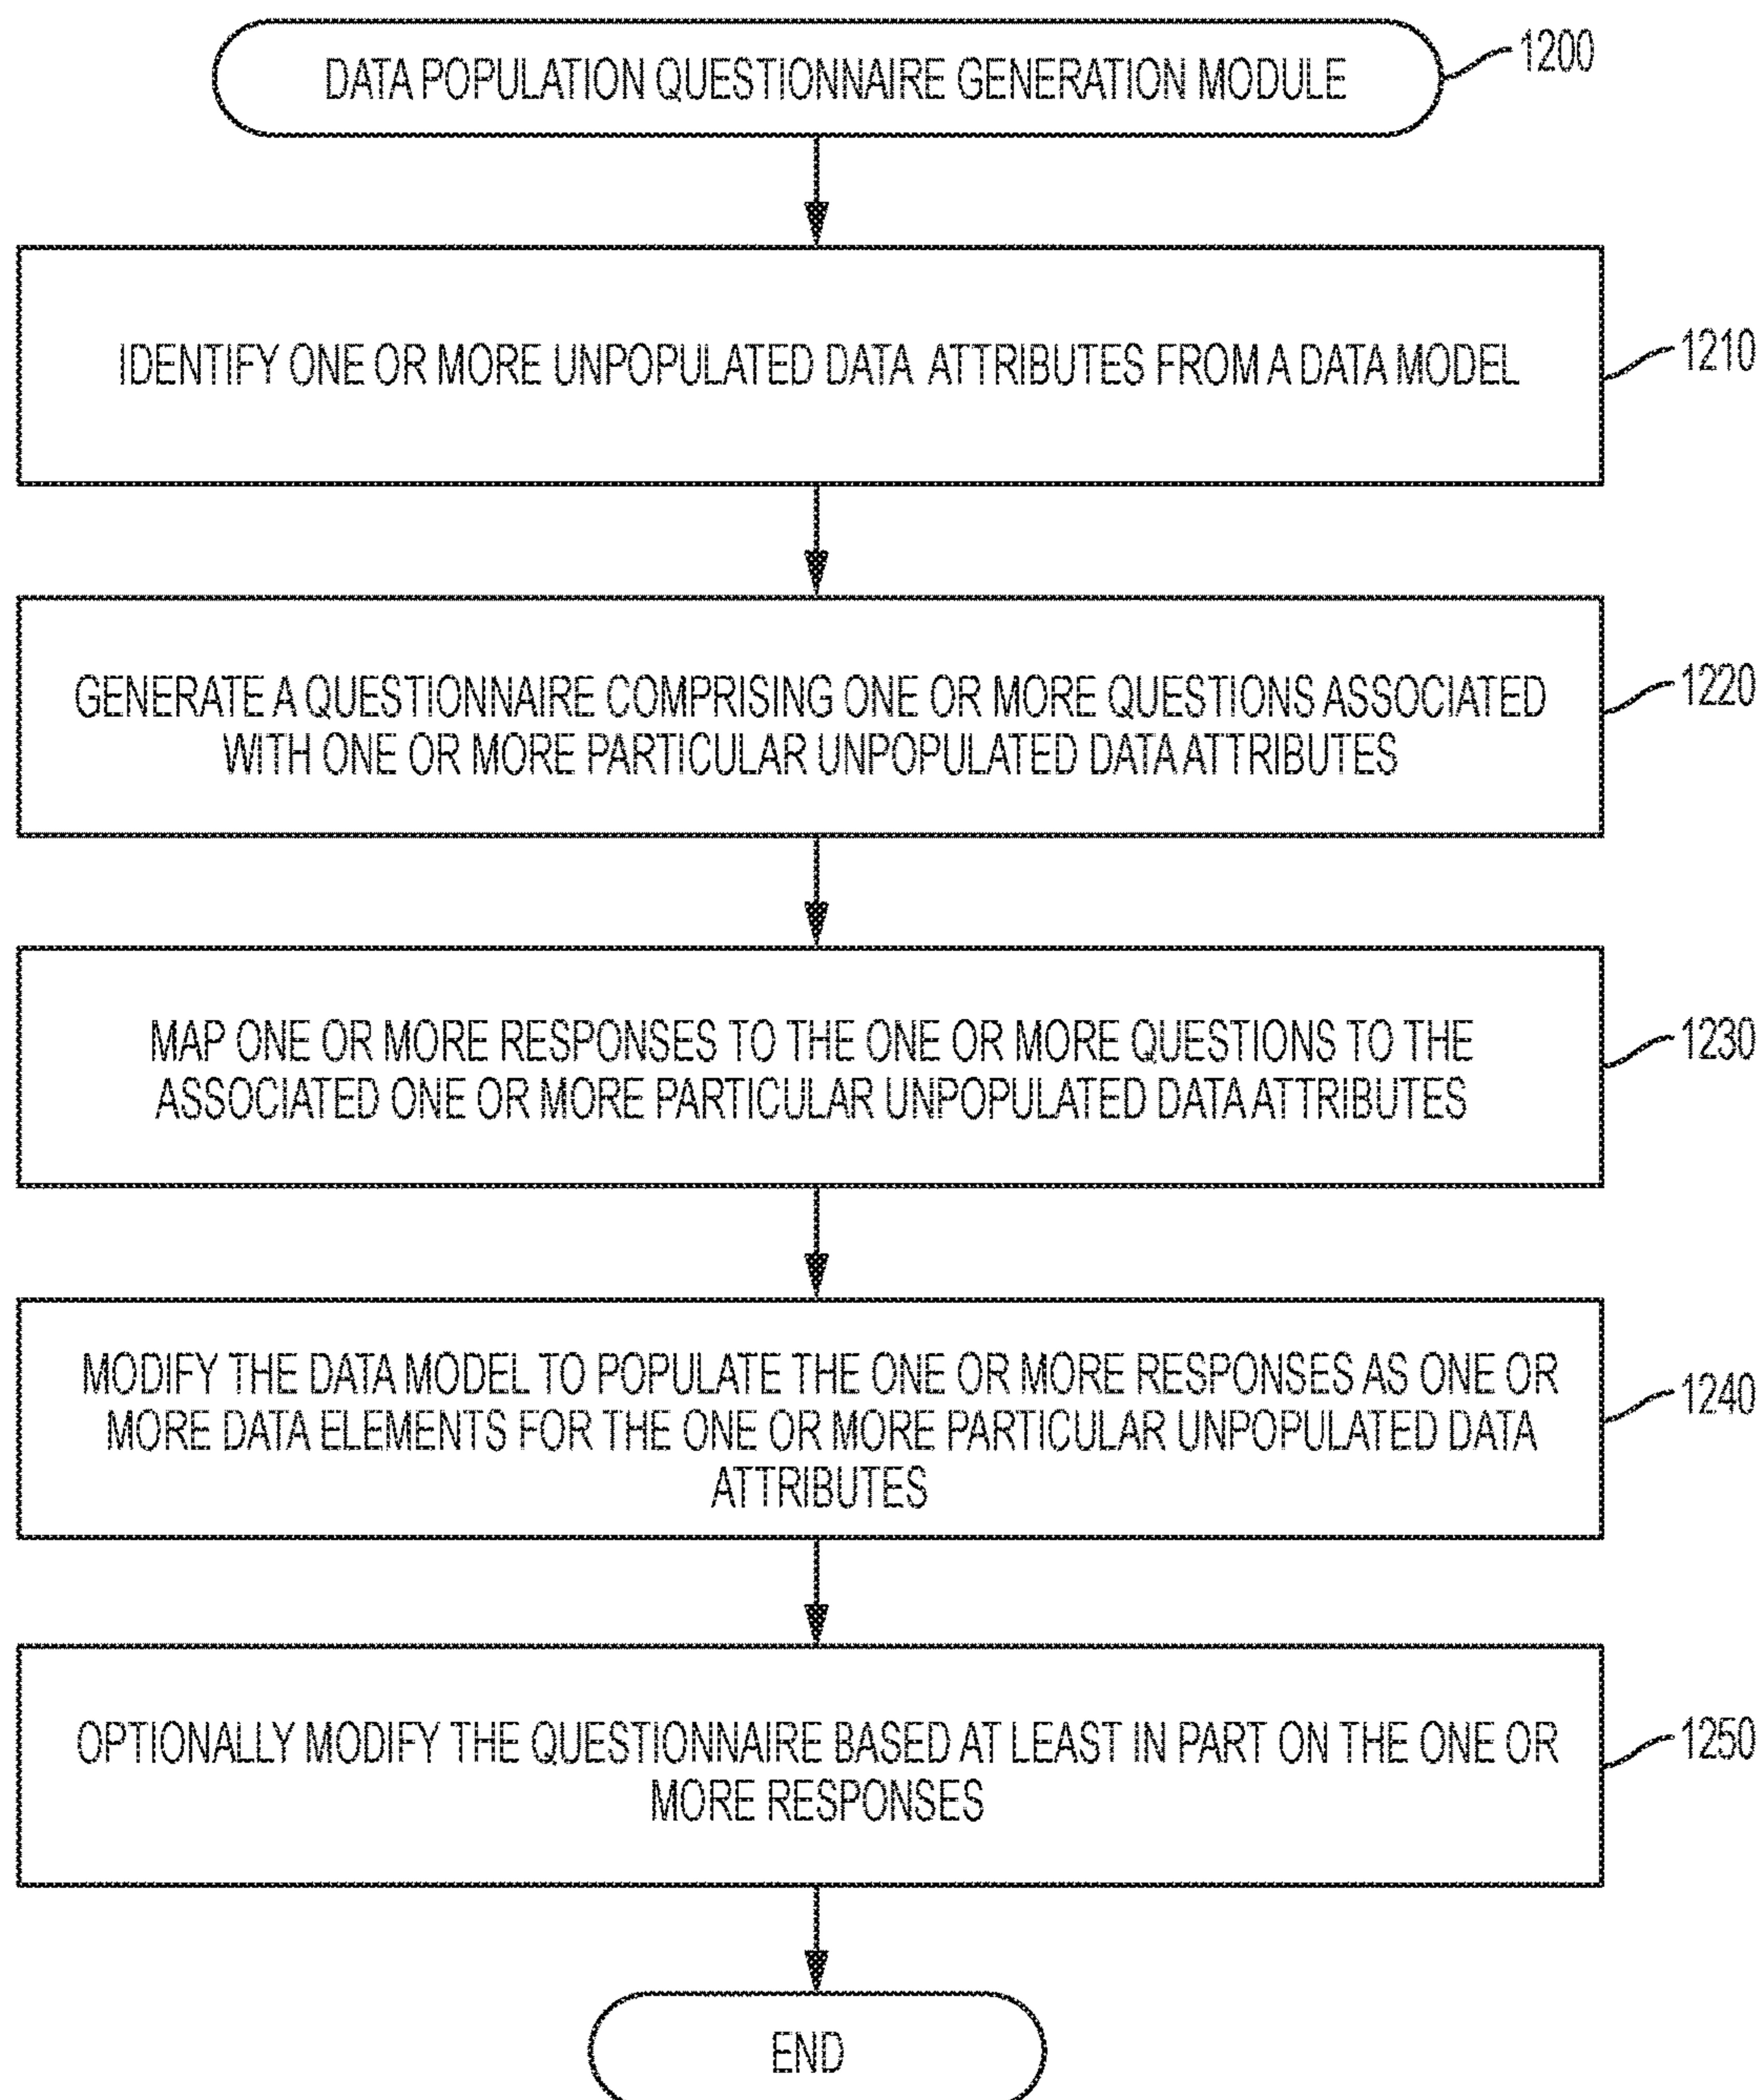 DATA POPULATION QUESTIONNAIRE GENERATION MODULE
1200
IDENTIFY ONE OR MORE UNPOPULATED DATA ATTRIBUTES FROM A DATA MODEL
1210
GENERATE A QUESTIONNAIRE COMPRISING ONE OR MORE QUESTIONS ASSOCIATED
WITH ONE OR MORE PARTICULAR UNPOPULATED DATA ATTRIBUTES
1220
MAP ONE OR MORE RESPONSES TO THE ONE OR MORE QUESTIONS TO THE
ASSOCIATED ONE OR MORE PARTICULAR UNPOPULATED DATA ATTRIBUTES
1230
MODIFY THE DATA MODEL TO POPULATE THE ONE OR MORE RESPONSES AS ONE OR
MORE DATA ELEMENTS FOR THE ONE OR MORE PARTICULAR UNPOPULATED DATA
ATTRIBUTES
1240
OPTIONALLY MODIFY THE QUESTIONNAIRE BASED AT LEAST IN PART ON THE ONE OR
MORE RESPONSES
1250
END